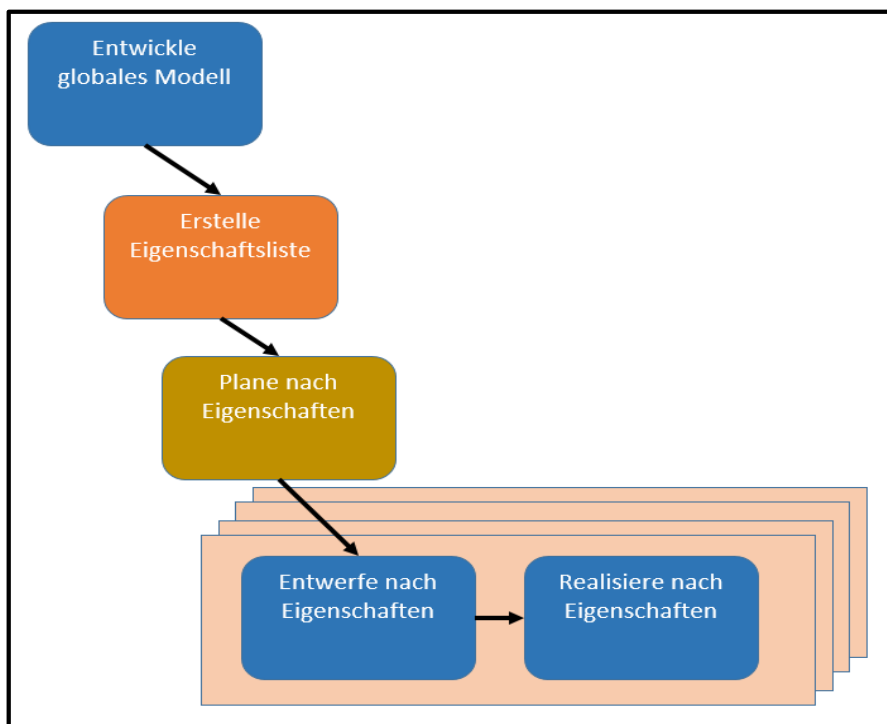 Entwickle
globales Modell
Erstelle
Eigenschaftsliste
Plane nach
Eigenschaften
Entwerfe nach
Eigenschaften
Realisiere nach
Eigenschaften